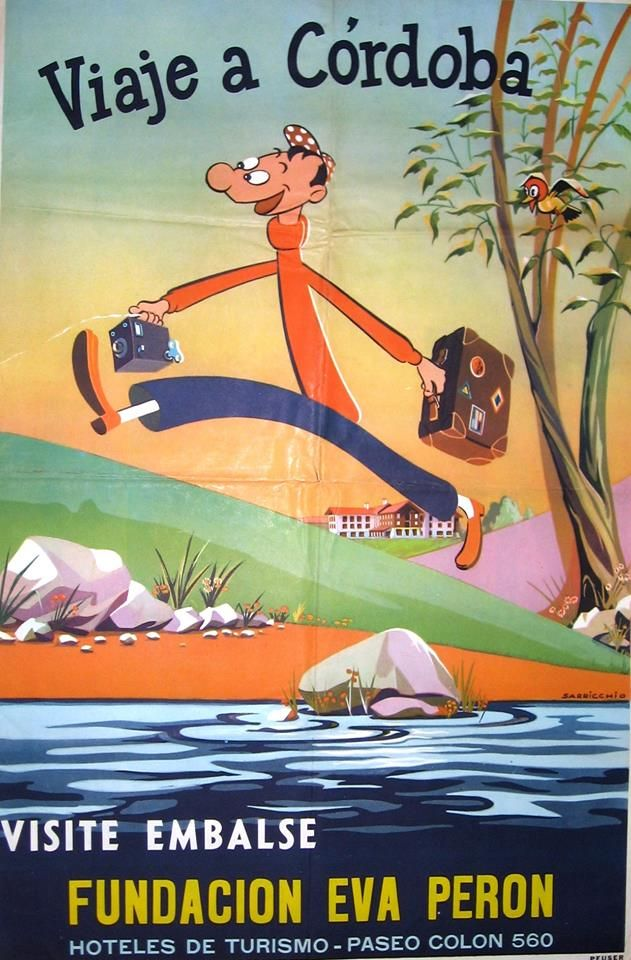 Viaje a Córdoba
SARRICCHIO
VISITE EMBALSE
FUNDACION EVA PERON
HOTELES DE TURISMO - PASEO COLON 560
PEUSER